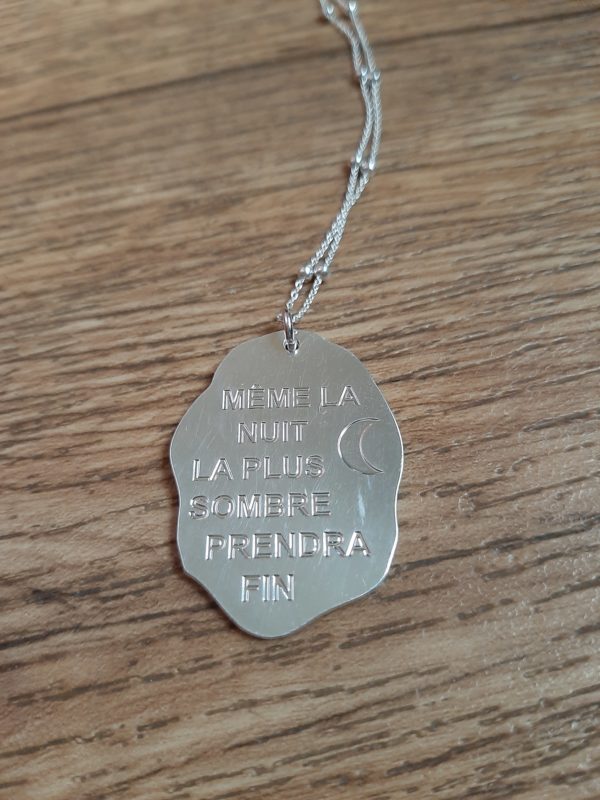 MÊME LA
NUIT
LA PLUS
SOMBRE
PRENDRA
FIN